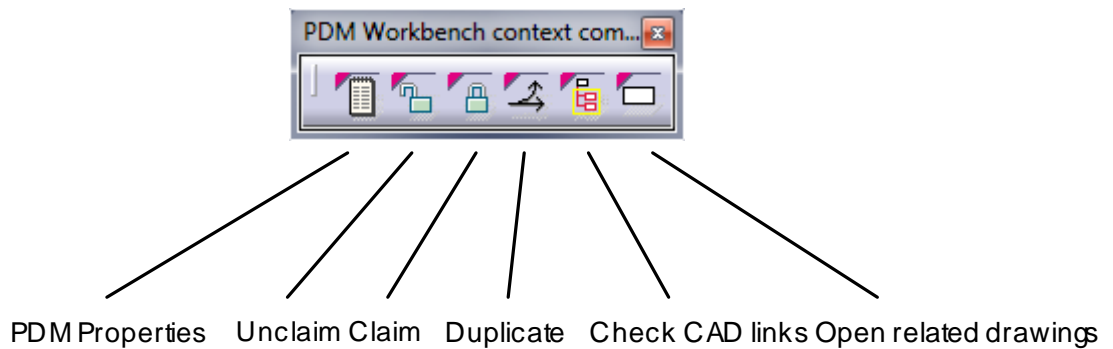 PDM Workbench context com...
PDM Properties Unclaim Claim Duplicate Check CAD links Open related drawings